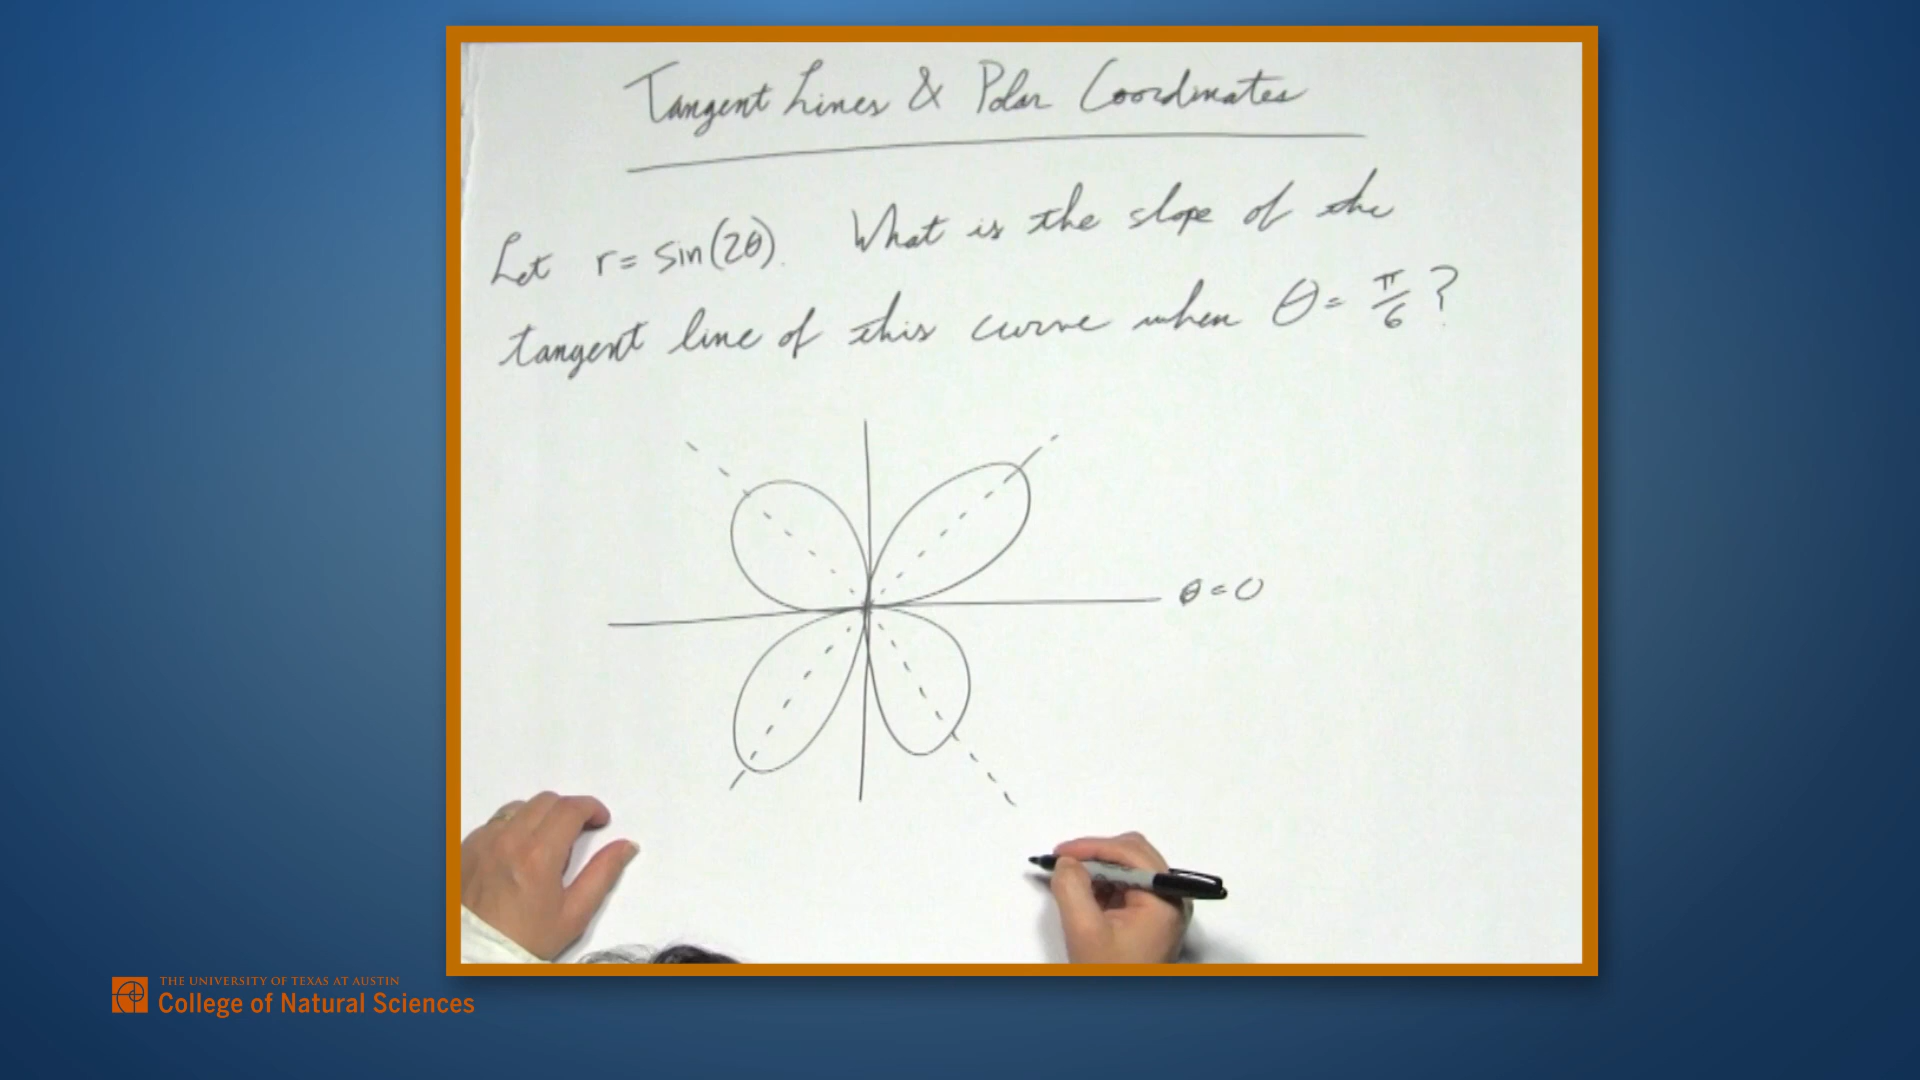 Tangent Lines & Polar Coordinates
Let r = sin(2θ). What is the slope of the
tangent line of this curve when θ = π/6 ?
θ = 0
THE UNIVERSITY OF TEXAS AT AUSTIN
College of Natural Sciences